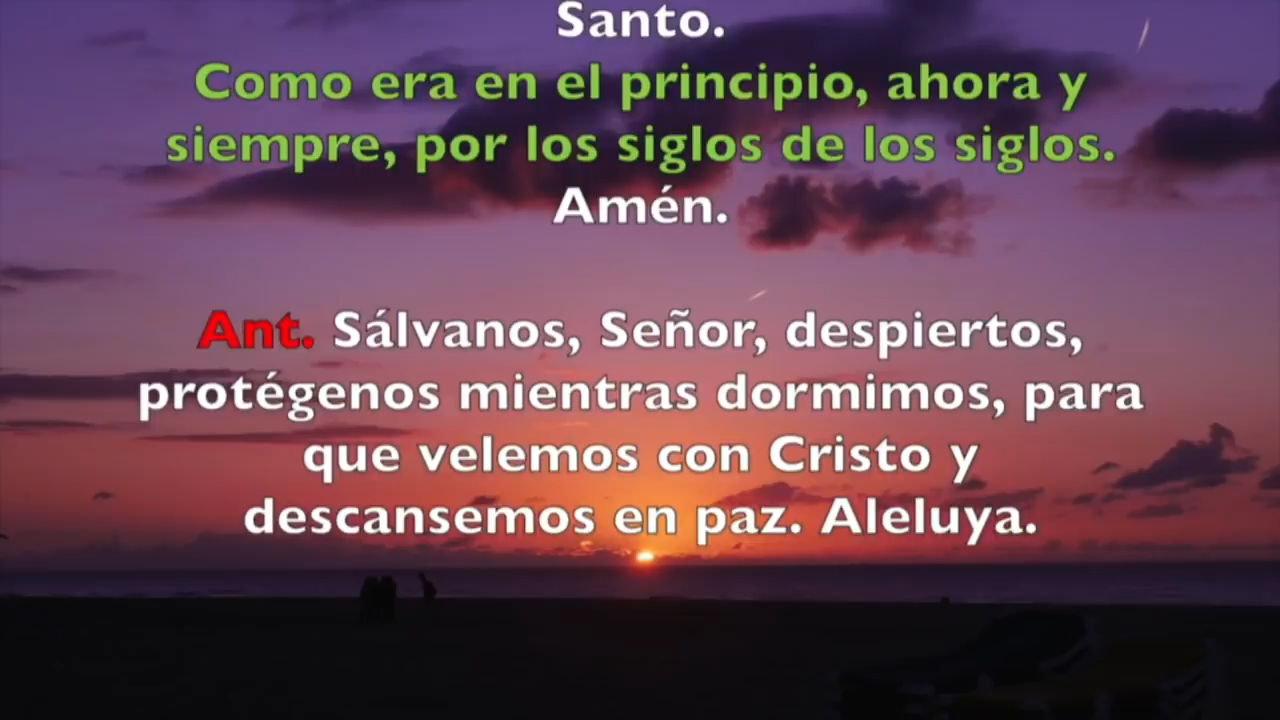 Santo.
Como era en el principio, ahora y
siempre, por los siglos de los siglos.
Amén.
Ant. Sálvanos, Señor, despiertos,
protégenos mientras dormimos, para
que velemos con Cristo y
descansemos en paz. Aleluya.